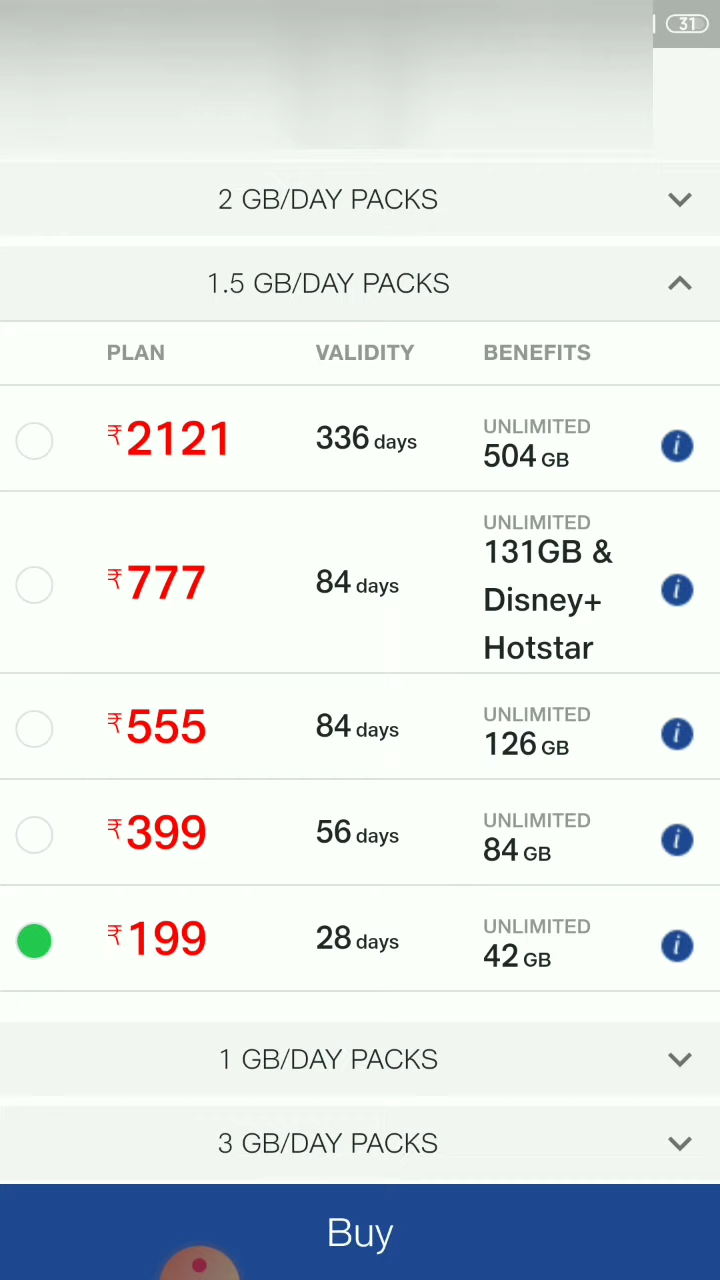 31
2 GB/DAY PACKS
1.5 GB/DAY PACKS
PLAN VALIDITY BENEFITS
₹2121 336 days UNLIMITED
504 GB
₹777 84 days UNLIMITED
131GB &
Disney+
Hotstar
₹555 84 days UNLIMITED
126 GB
₹399 56 days UNLIMITED
84 GB
₹199 28 days UNLIMITED
42 GB
1 GB/DAY PACKS
3 GB/DAY PACKS
Buy